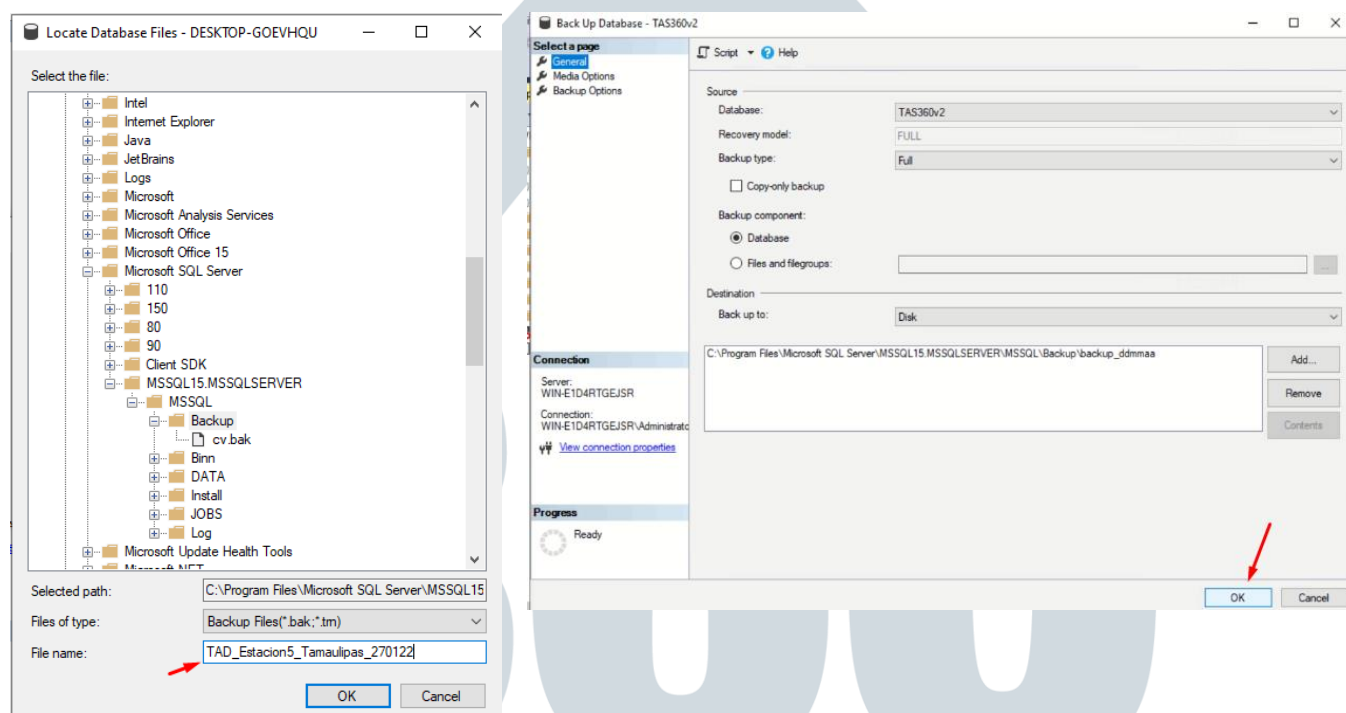 Locate Database Files - DESKTOP-GOEVHQU
Select the file:
Intel
Internet Explorer
Java
JetBrains
Logs
Microsoft
Microsoft Analysis Services
Microsoft Office
Microsoft Office 15
Microsoft SQL Server
110
150
80
90
Client SDK
MSSQL15.MSSQLSERVER
MSSQL
Backup
cv.bak
Binn
DATA
Install
JOBS
Log
Microsoft Update Health Tools
Microsoft NET
Selected path:
C:\Program Files\Microsoft SQL Server\MSSQL15
Files of type:
Backup Files(*.bak;*.trn)
File name:
TAD_Estacion5_Tamaulipas_270122
OK
Cancel
Back Up Database - TAS360v2
Select a page
General
Media Options
Backup Options
Script
Help
Source
Database:
TAS360v2
Recovery model:
FULL
Backup type:
Full
Copy-only backup
Backup component:
Database
Files and filegroups:
...
Destination
Back up to:
Disk
C:\Program Files\Microsoft SQL Server\MSSQL15.MSSQLSERVER\MSSQL\Backup\backup_ddmmaa
Add...
Remove
Contents
Connection
Server:
WIN-E1D4RTGEJSR
Connection:
WIN-E1D4RTGEJSR\Administratc
View connection properties
Progress
Ready
OK
Cancel